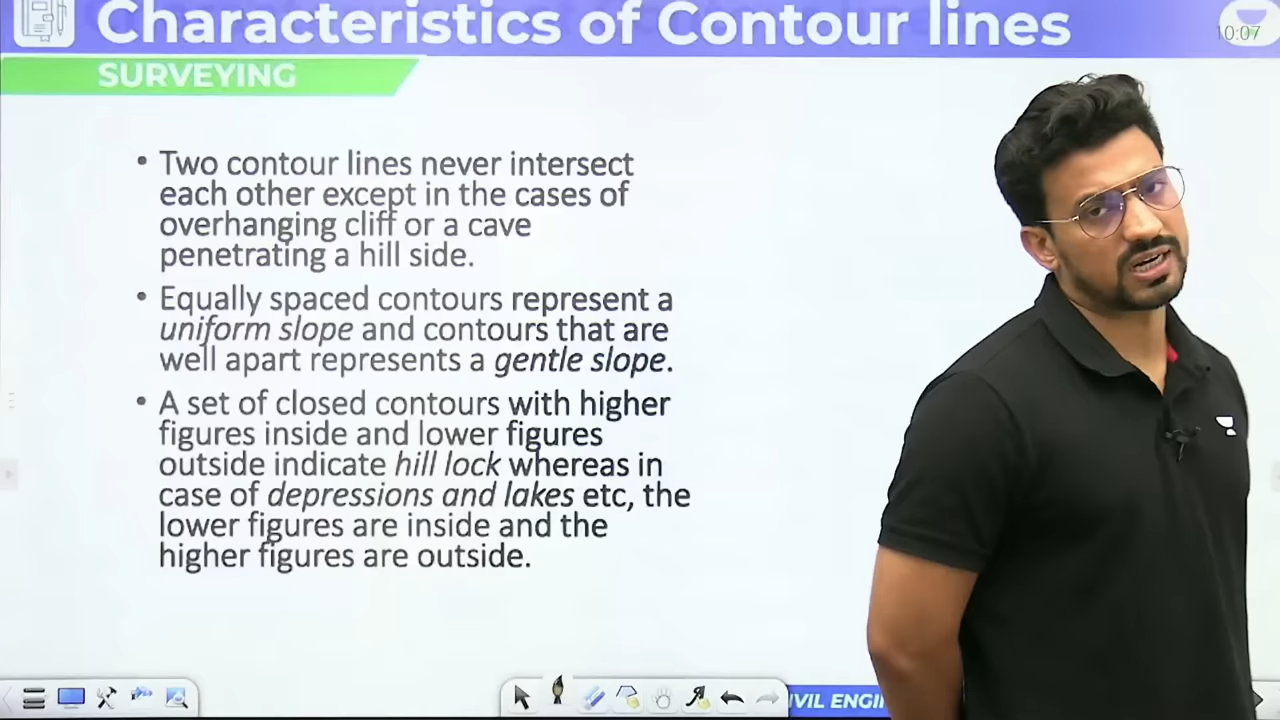 Characteristics of Contour lines
10:07
SURVEYING
• Two contour lines never intersect
each other except in the cases of
overhanging cliff or a cave
penetrating a hill side.
• Equally spaced contours represent a
uniform slope and contours that are
well apart represents a gentle slope.
• A set of closed contours with higher
figures inside and lower figures
outside indicate hill lock whereas in
case of depressions and lakes etc, the
lower figures are inside and the
higher figures are outside.
IVIL ENGI